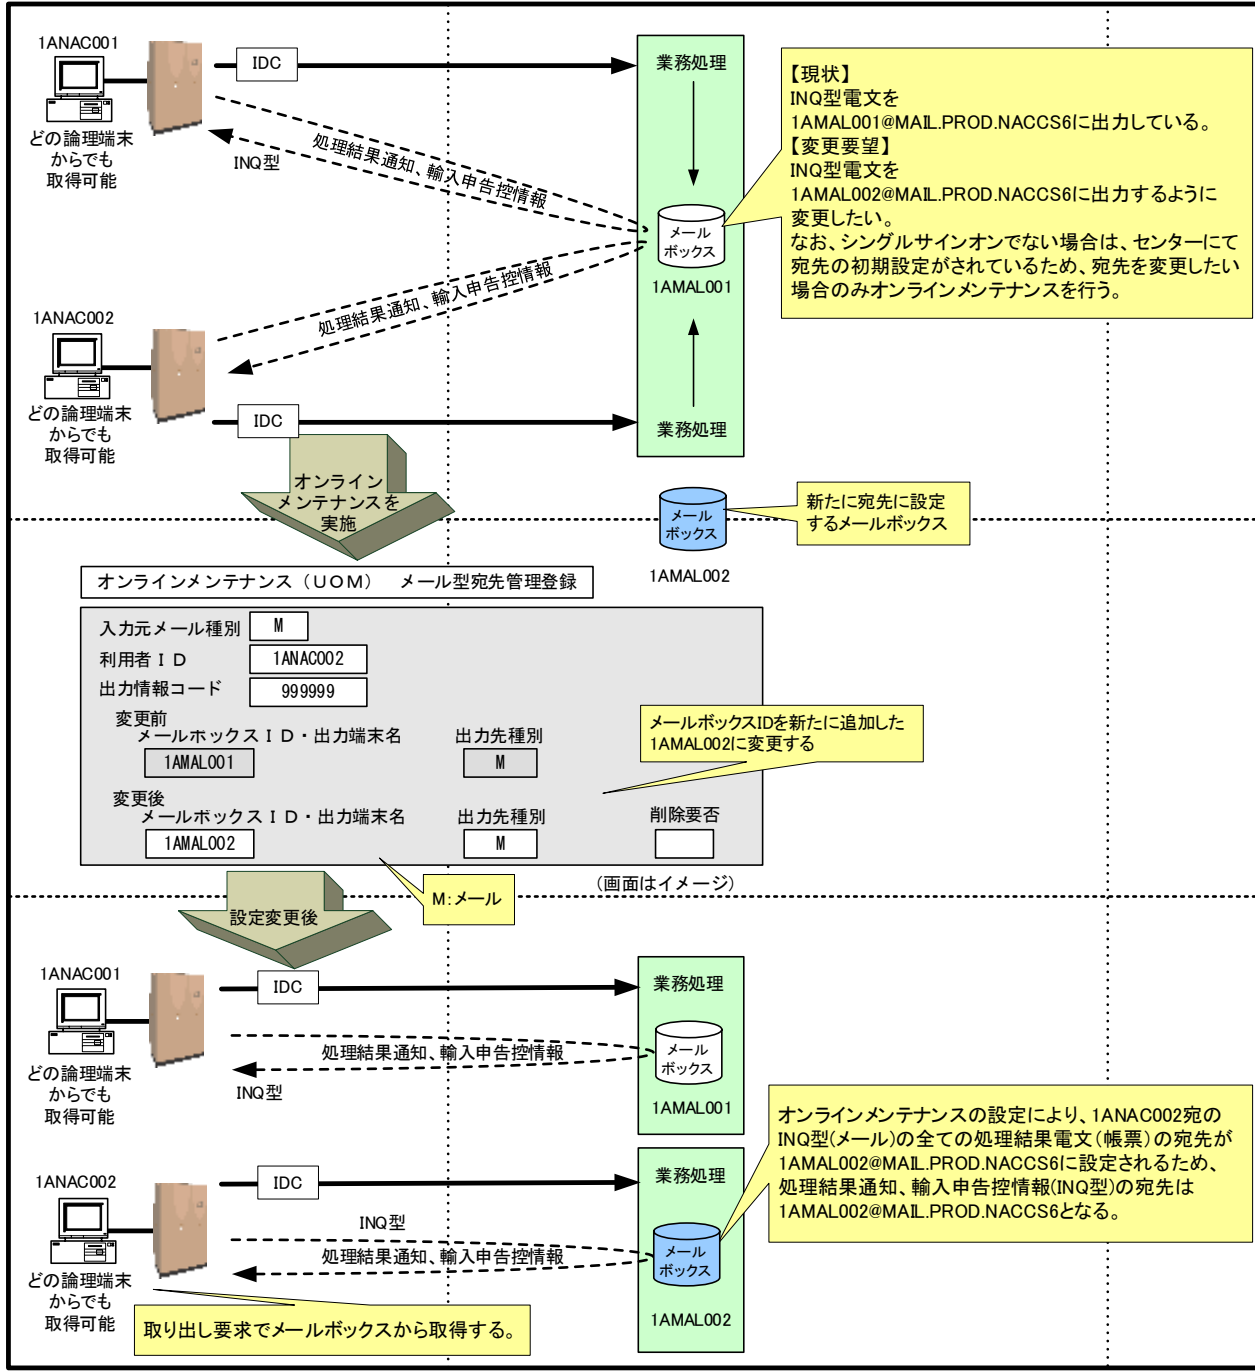 1ANAC001
どの論理端末
からでも
取得可能
IDC
処理結果通知、輸入申告控情報
INQ型
業務処理
メール
ボックス
1AMAL001
【現状】
INQ型電文を
1AMAL001@MAIL.PROD.NACCS6に出力している。
【変更要望】
INQ型電文を
1AMAL002@MAIL.PROD.NACCS6に出力するように
変更したい。
なお、シングルサインオンでない場合は、センターにて
宛先の初期設定がされているため、宛先を変更したい
場合のみオンラインメンテナンスを行う。
1ANAC002
どの論理端末
からでも
取得可能
処理結果通知、輸入申告控情報
IDC
業務処理
オンライン
メンテナンスを
実施
メール
ボックス
1AMAL002
新たに宛先に設定
するメールボックス
オンラインメンテナンス（UOM）　メール型宛先管理登録
入力元メール種別 M
利用者ＩＤ 1ANAC002
出力情報コード 999999
変更前
メールボックスＩＤ・出力端末名 出力先種別
1AMAL001 M
メールボックスIDを新たに追加した
1AMAL002に変更する
変更後
メールボックスＩＤ・出力端末名 出力先種別 削除要否
1AMAL002 M
(画面はイメージ)
M:メール
設定変更後
1ANAC001
どの論理端末
からでも
取得可能
IDC
処理結果通知、輸入申告控情報
INQ型
業務処理
メール
ボックス
1AMAL001
1ANAC002
どの論理端末
からでも
取得可能
IDC
INQ型
処理結果通知、輸入申告控情報
業務処理
メール
ボックス
1AMAL002
オンラインメンテナンスの設定により、1ANAC002宛の
INQ型(メール)の全ての処理結果電文(帳票)の宛先が
1AMAL002@MAIL.PROD.NACCS6に設定されるため、
処理結果通知、輸入申告控情報(INQ型)の宛先は
1AMAL002@MAIL.PROD.NACCS6となる。
取り出し要求でメールボックスから取得する。